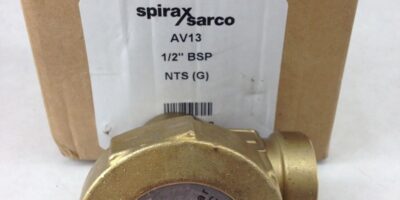 spirax
sarco
AV13
1/2" BSP
NTS (G)